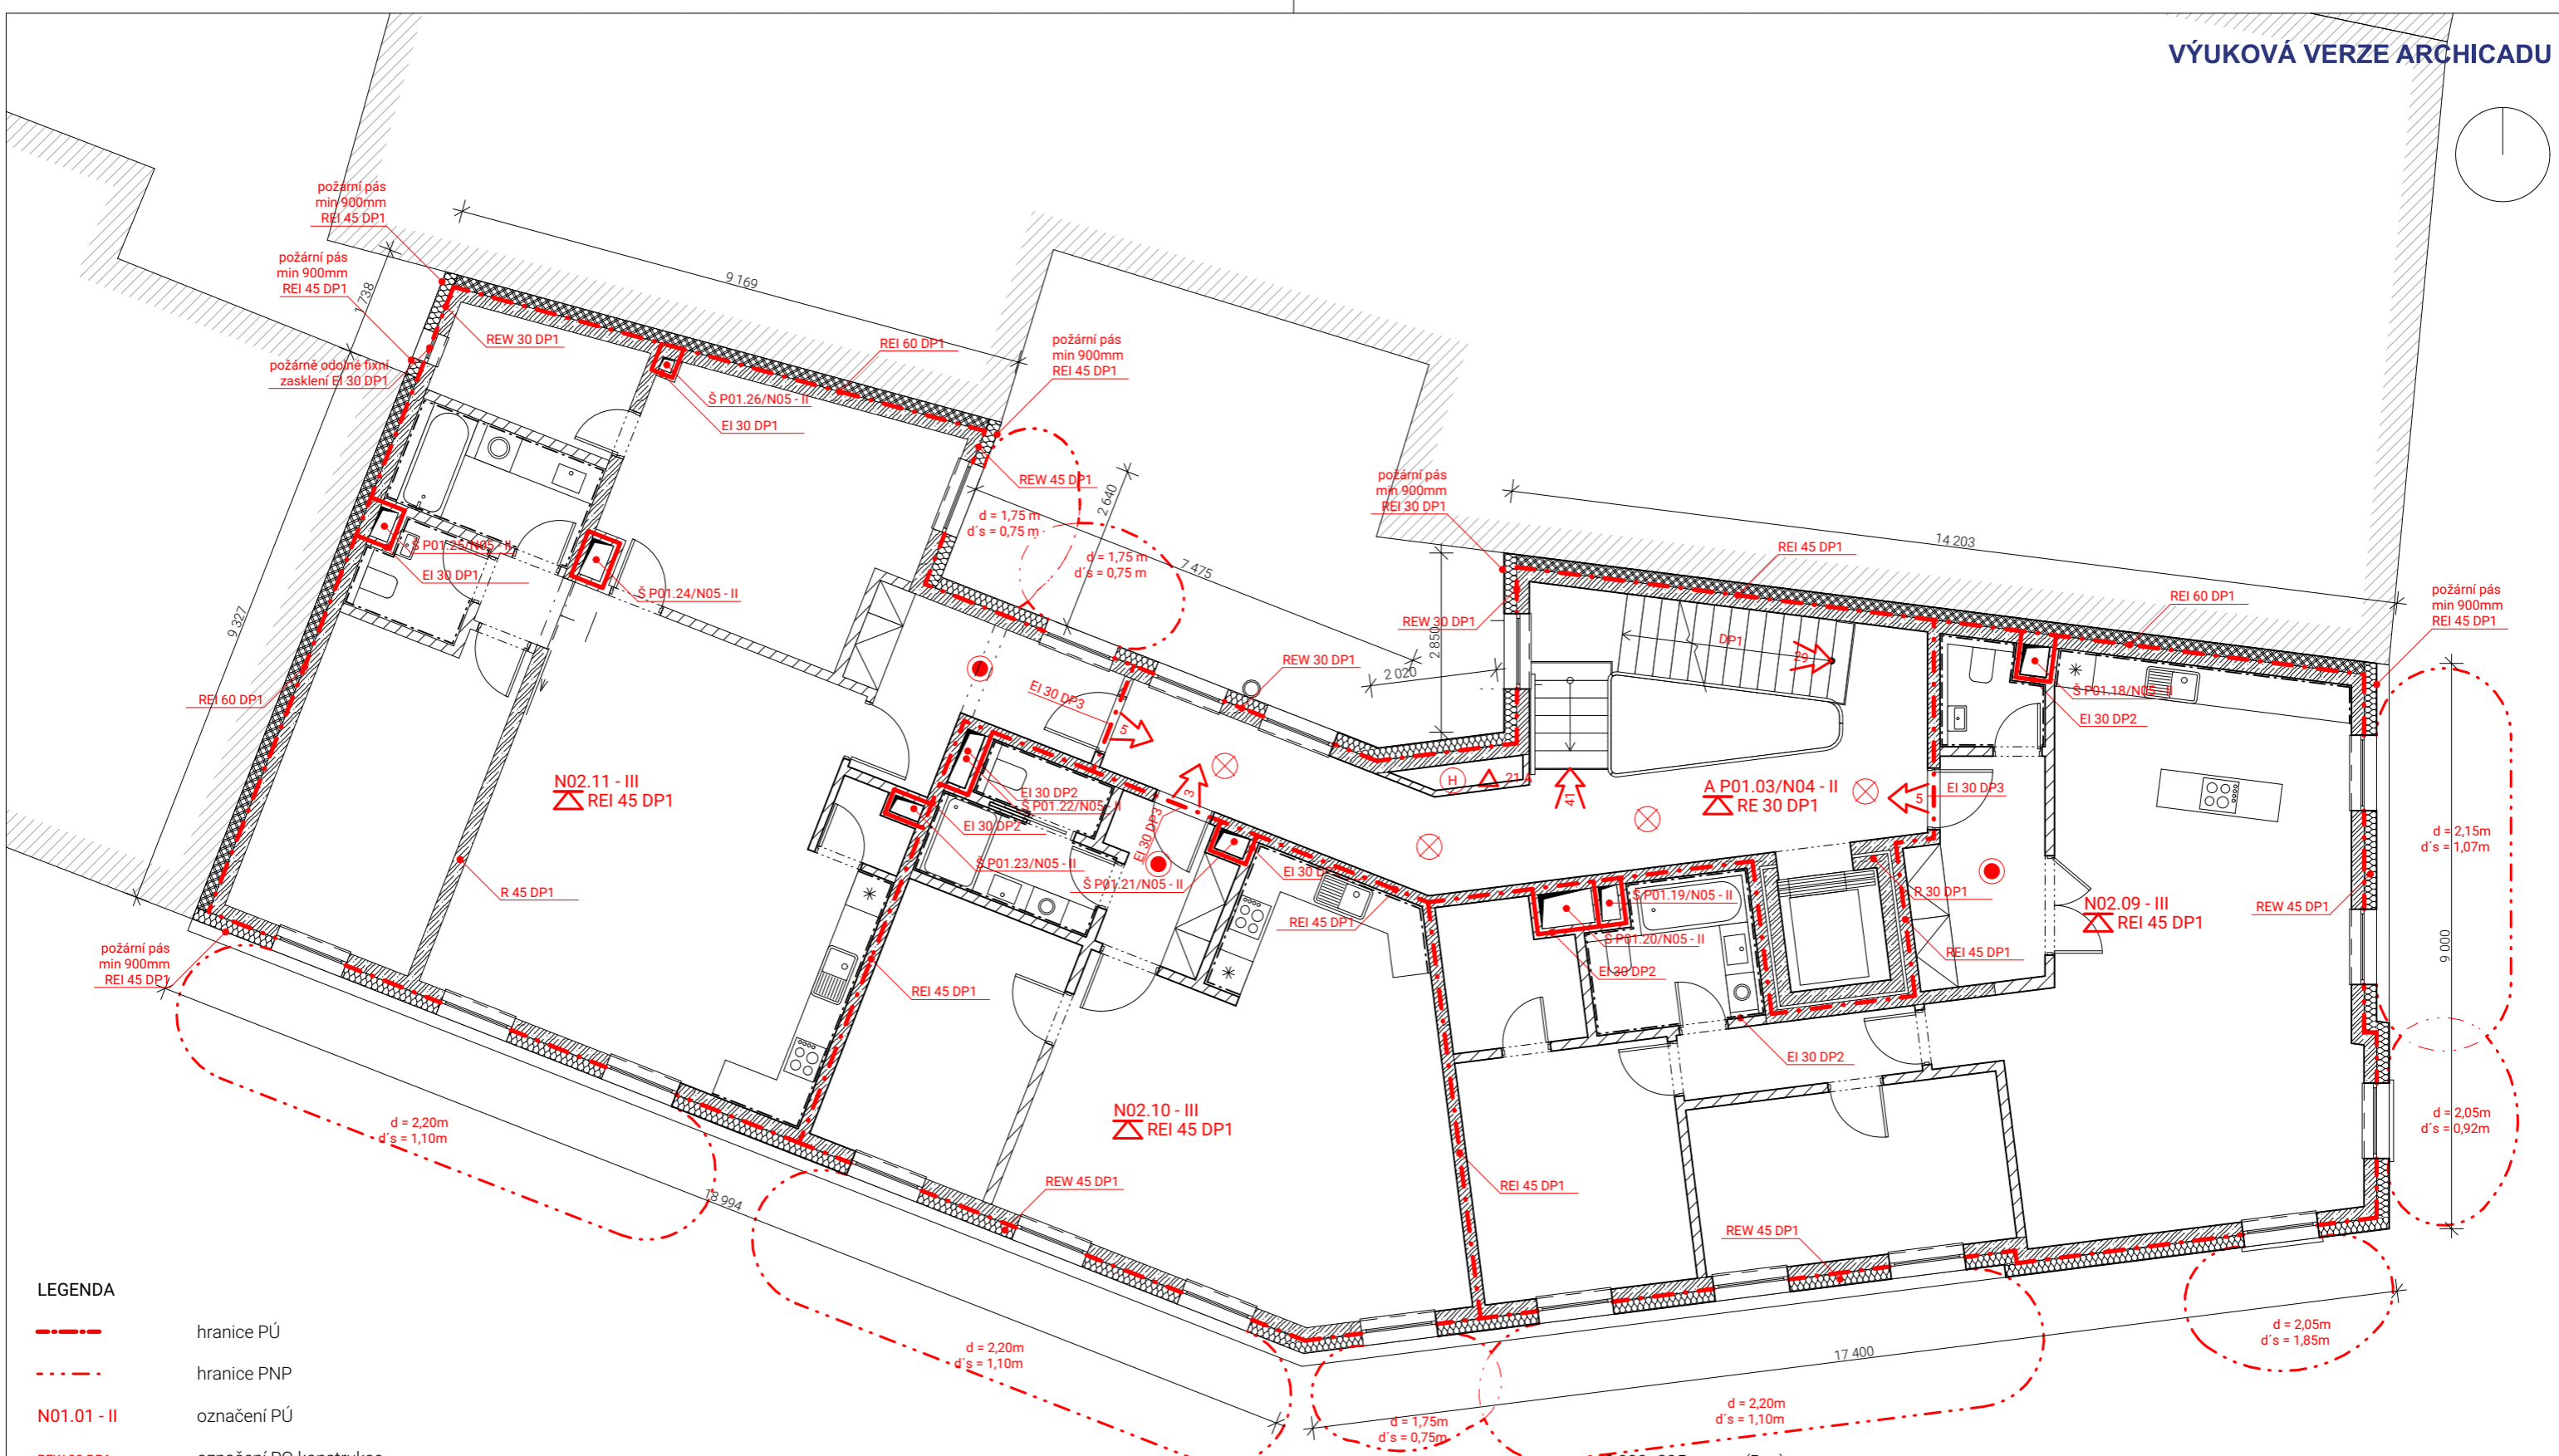 VÝUKOVÁ VERZE ARCHICADU
požarní pás
min 900mm
REI 45 DP1
požární pás
min 900mm
REI 45 DP1
1 738
9 169
REW 30 DP1
REI 60 DP1
požární pás
min 900mm
REI 45 DP1
požárně odolné fixní
zasklení EI 30 DP1
Š P01.26/N05 - II
EI 30 DP1
REW 45 DP1
2 640
d = 1,75 m
d´s = 0,75 m
d = 1,75 m
d´s = 0,75 m
7 475
požární pás
min 900mm
REI 30 DP1
14 203
REI 45 DP1
REI 60 DP1
požární pás
min 900mm
REI 45 DP1
Š P01.25/N05 - II
EI 30 DP1
Š P01.24/N05 - II
9 327
REW 30 DP1
2 850
DP1
29
REW 30 DP1
2 020
REI 60 DP1
EI 30 DP3
5
Š P01.18/N05 - II
EI 30 DP2
N02.11 - III
REI 45 DP1
H
21 A
41
3
A P01.03/N04 - II
RE 30 DP1
5
EI 30 DP3
EI 30 DP2
Š P01.22/N05 - II
EI 30 DP2
EI 30 DP3
Š P01.23/N05 - II
Š P01.21/N05 - II
d = 2,15m
d´s = 1,07m
R 45 DP1
REI 45 DP1
Š P01.19/N05 - II
R 30 DP1
N02.09 - III
REI 45 DP1
REW 45 DP1
Š P01.20/N05 - II
EI 30 DP2
REI 45 DP1
9 000
požární pás
min 900mm
REI 45 DP1
REI 45 DP1
EI 30 DP2
d = 2,20m
d´s = 1,10m
N02.10 - III
REI 45 DP1
d = 2,05m
d´s = 0,92m
18 994
REW 45 DP1
REI 45 DP1
REW 45 DP1
d = 2,20m
d´s = 1,10m
17 400
d = 2,05m
d´s = 1,85m
d = 1,75m
d´s = 0,75m
d = 2,20m
d´s = 1,10m
LEGENDA
hranice PÚ
hranice PNP
N01.01 - II označení PÚ